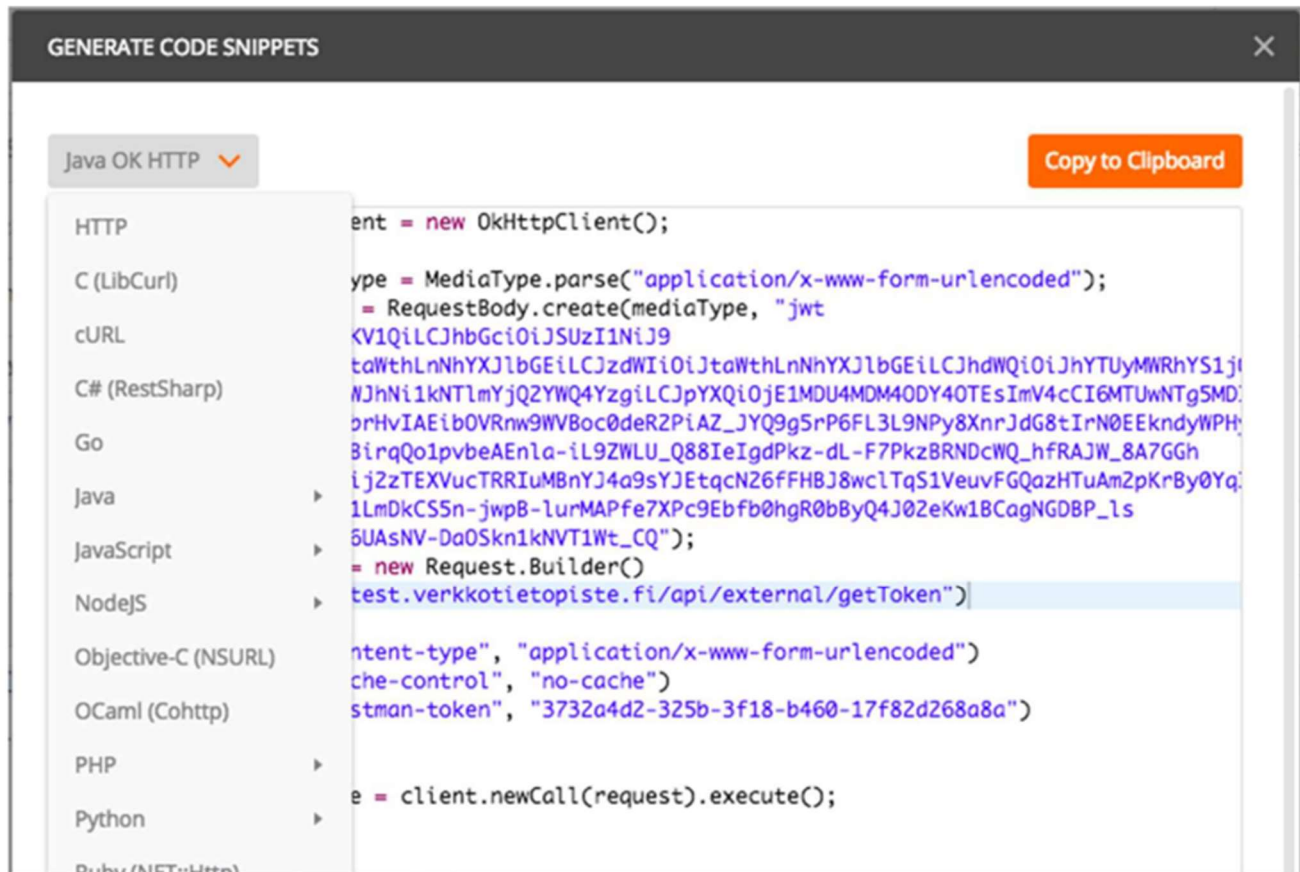 GENERATE CODE SNIPPETS
Java OK HTTP
Copy to Clipboard
HTTP
C (LibCurl)
cURL
C# (RestSharp)
Go
Java
JavaScript
NodeJS
Objective-C (NSURL)
OCaml (Cohttp)
PHP
Python
Ruby (NET::Http)
ent = new OkHttpClient();
ype = MediaType.parse("application/x-www-form-urlencoded");
= RequestBody.create(mediaType, "jwt
KV1QiLCJhbGciOiJSUzI1NiJ9
taWthLnNhYXJlbGEiLCJzdWIiOiJtaWthLnNhYXJlbGEiLCJhdWQiOiJhYTUyMWRhYS1j
WJhNi1kNTlmYjQ2YWQ4YzgiLCJpYXQiOjE1MDU4MDM4ODY4OTEsImV4cCI6MTUwNTg5MD
brHvIAEibOVRnw9WVBoc0deR2PiAZ_JYQ9g5rP6FL3L9NPy8XnrJdG8tIrN0EEkndyWPH
BirqQo1pvbeAEnla-iL9ZWLU_Q88IeIgdPkz-dL-F7PkzBRNDcWQ_hfRAJW_8A7GGh
ij2zTEXVucTRRIuMBnYJ4a9sYJEtqcN26fFHBJ8wclTqS1VeuvFGQazHTuAm2pKrBy0Yq
1LmDkCS5n-jwpB-lurMAPfe7XPc9Ebfb0hgR0bByQ4J02eKw1BCagNGDBP_ls
6UAsNV-DaOSkn1kNVT1Wt_CQ");
= new Request.Builder()
test.verkkotietopiste.fi/api/external/getToken")
ntent-type", "application/x-www-form-urlencoded")
che-control", "no-cache")
stman-token", "3732a4d2-325b-3f18-b460-17f82d268a8a")
e = client.newCall(request).execute();